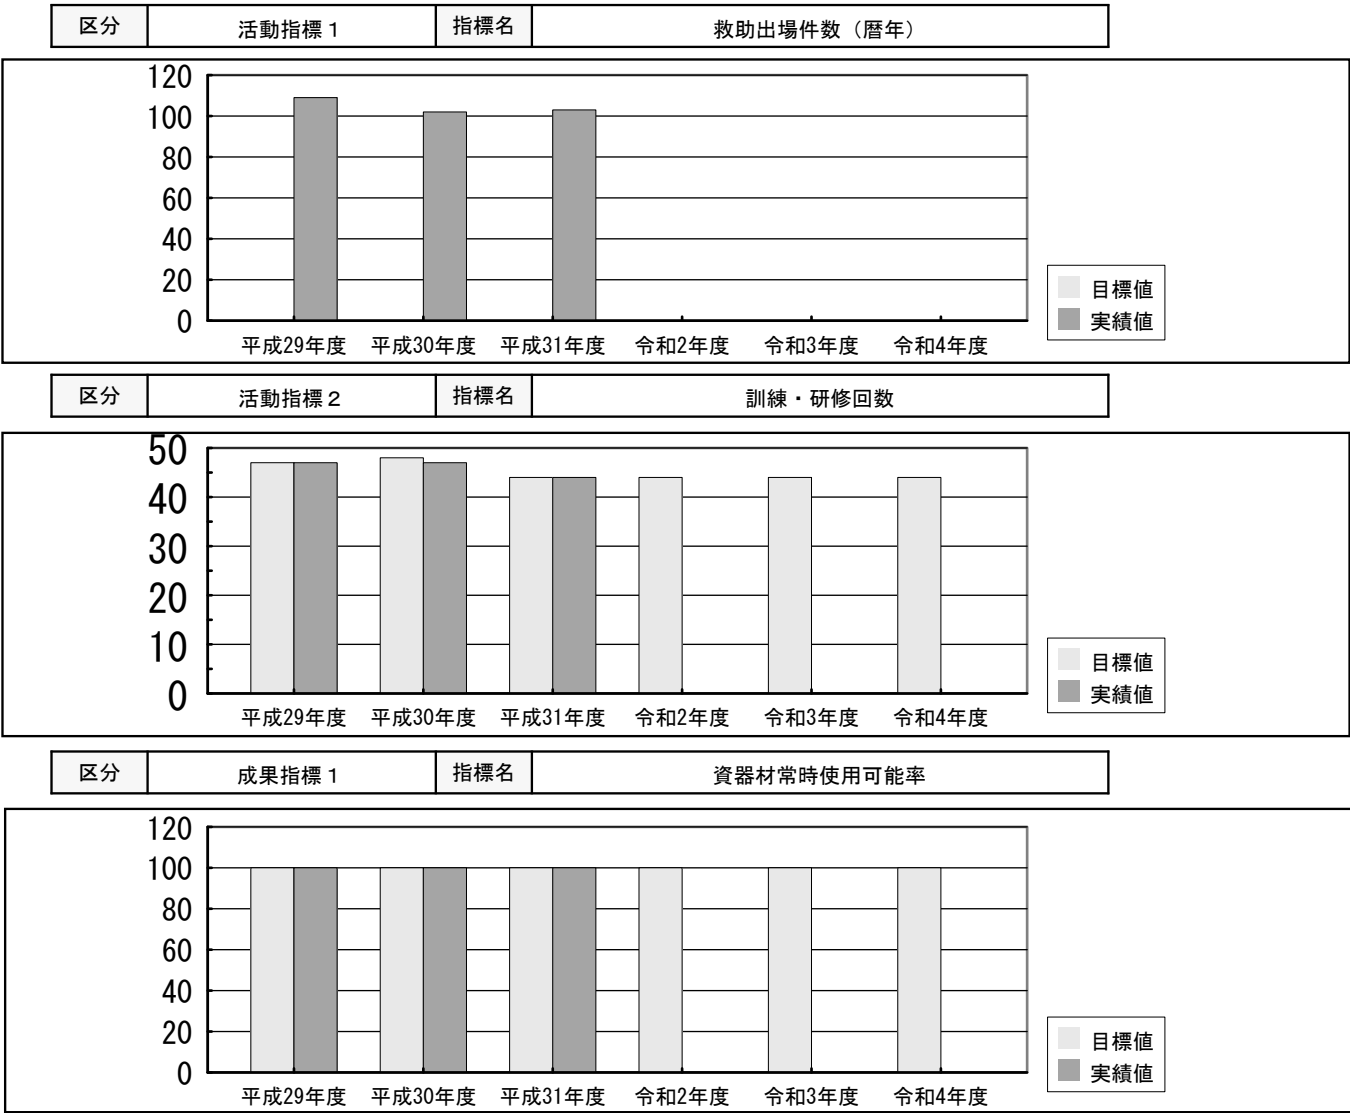 区分 活動指標１ 指標名 救助出場件数（暦年）
120
100
80
60
40
20
0
平成29年度 平成30年度 平成31年度 令和2年度 令和3年度 令和4年度
目標値
実績値
区分 活動指標２ 指標名 訓練・研修回数
50
40
30
20
10
0
平成29年度 平成30年度 平成31年度 令和2年度 令和3年度 令和4年度
目標値
実績値
区分 成果指標１ 指標名 資器材常時使用可能率
120
100
80
60
40
20
0
平成29年度 平成30年度 平成31年度 令和2年度 令和3年度 令和4年度
目標値
実績値